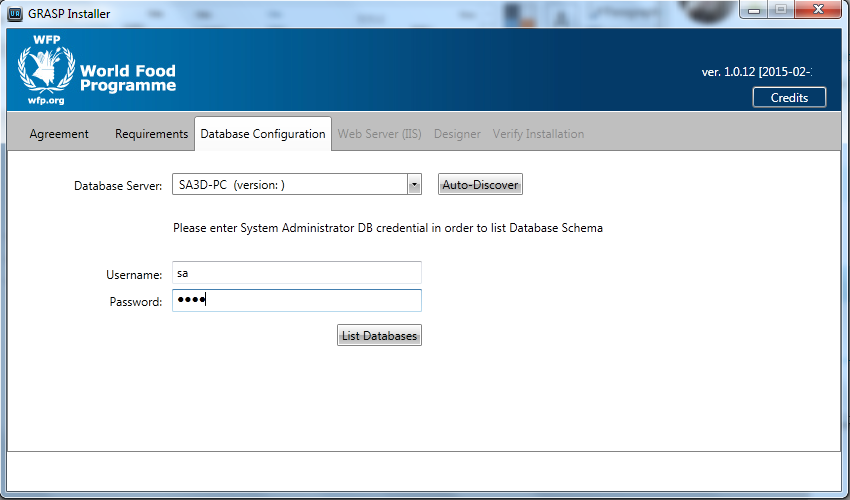 GRASP Installer
WFP
World Food
Programme
wfp.org
ver. 1.0.12 [2015-02-
Credits
Agreement Requirements Database Configuration Web Server (IIS) Designer Verify Installation
Database Server: SA3D-PC (version: ) Auto-Discover
Please enter System Administrator DB credential in order to list Database Schema
Username: sa
Password: ••••
List Databases